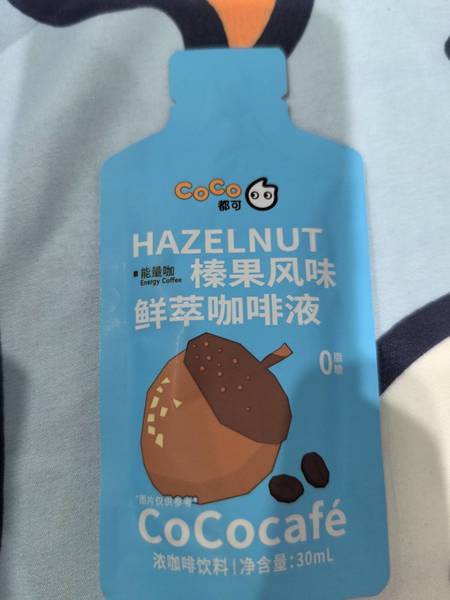 CoCo
都可
HAZELNUT
能量咖
Energy Coffee
榛果风味
鲜萃咖啡液
0
*图片仅供参考*
CoCocafé
浓咖啡饮料 | 净含量:30mL